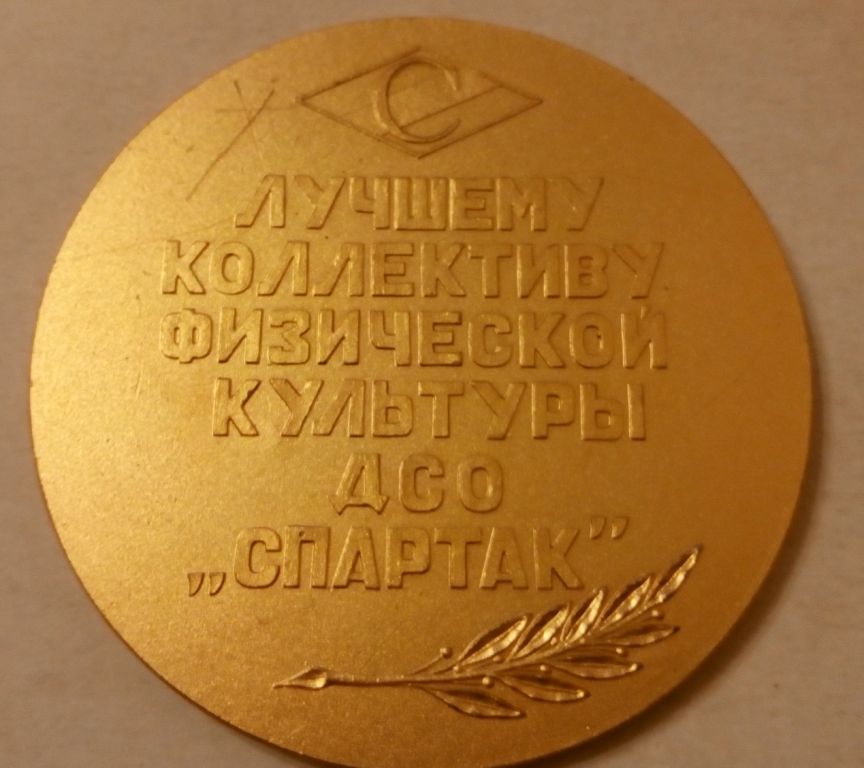 С
ЛУЧШЕМУ
КОЛЛЕКТИВУ
ФИЗИЧЕСКОЙ
КУЛЬТУРЫ
ДСО
„СПАРТАК”